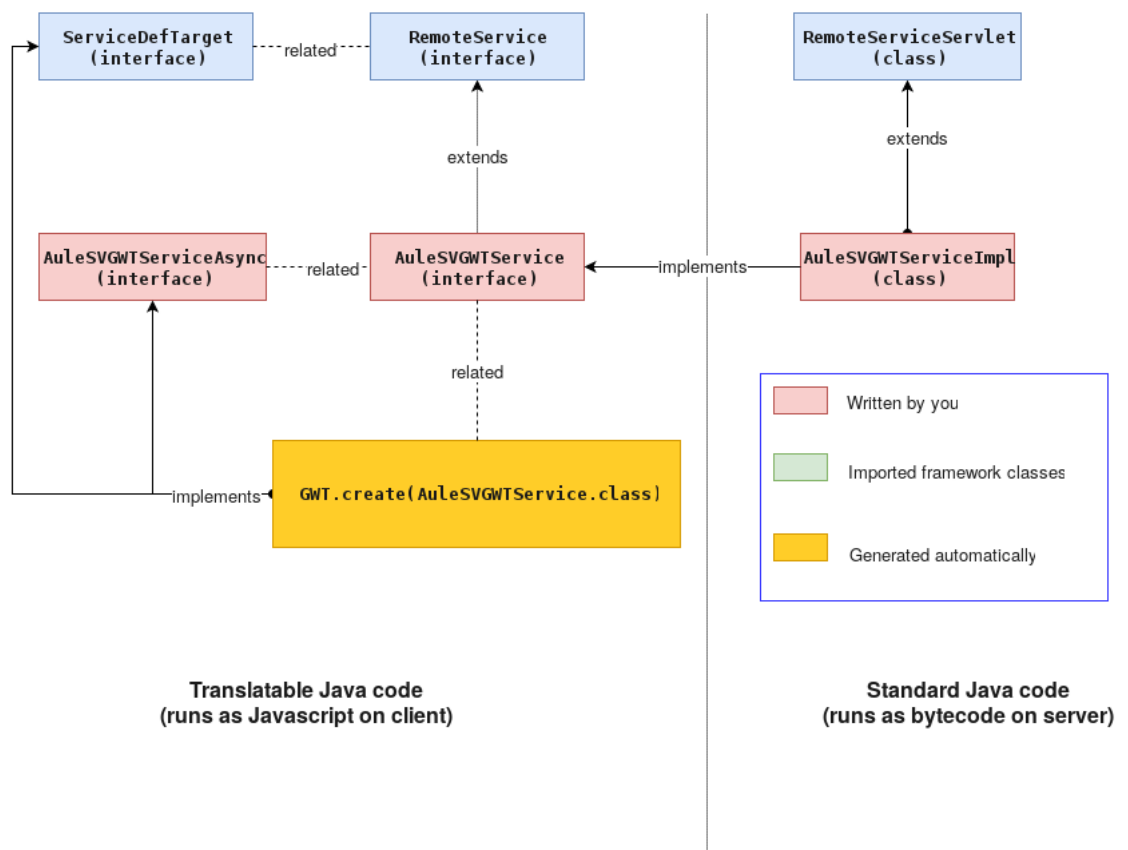 ServiceDefTarget
(interface)
related
RemoteService
(interface)
RemoteServiceServlet
(class)
extends
extends
AuleSVGWTServiceAsync
(interface)
related
AuleSVGWTService
(interface)
implements
AuleSVGWTServiceImpl
(class)
related
Written by you
Imported framework classes
Generated automatically
implements
GWT.create(AuleSVGWTService.class)
Translatable Java code
(runs as Javascript on client)
Standard Java code
(runs as bytecode on server)